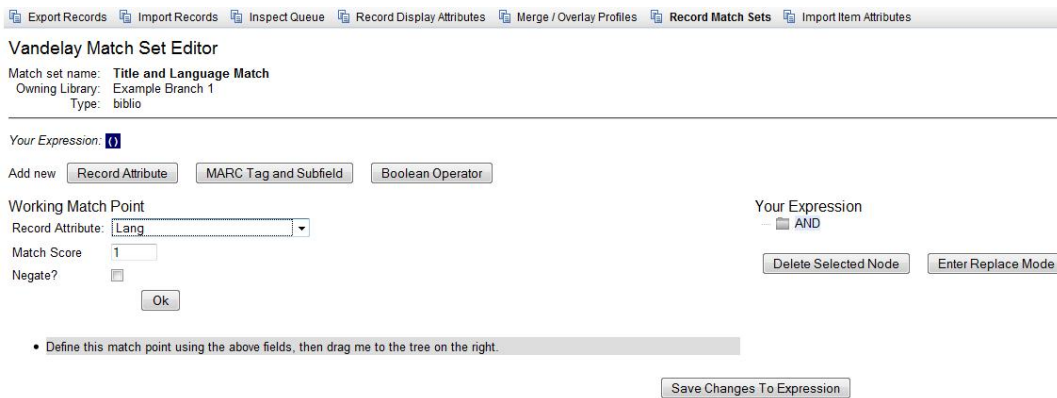 Export Records Import Records Inspect Queue Record Display Attributes Merge / Overlay Profiles Record Match Sets Import Item Attributes
Vandelay Match Set Editor
Match set name: Title and Language Match
Owning Library: Example Branch 1
Type: biblio
Your Expression: ()
Add new Record Attribute MARC Tag and Subfield Boolean Operator
Working Match Point
Record Attribute: Lang
Match Score 1
Negate?
Ok
Your Expression
AND
Delete Selected Node Enter Replace Mode
• Define this match point using the above fields, then drag me to the tree on the right.
Save Changes To Expression